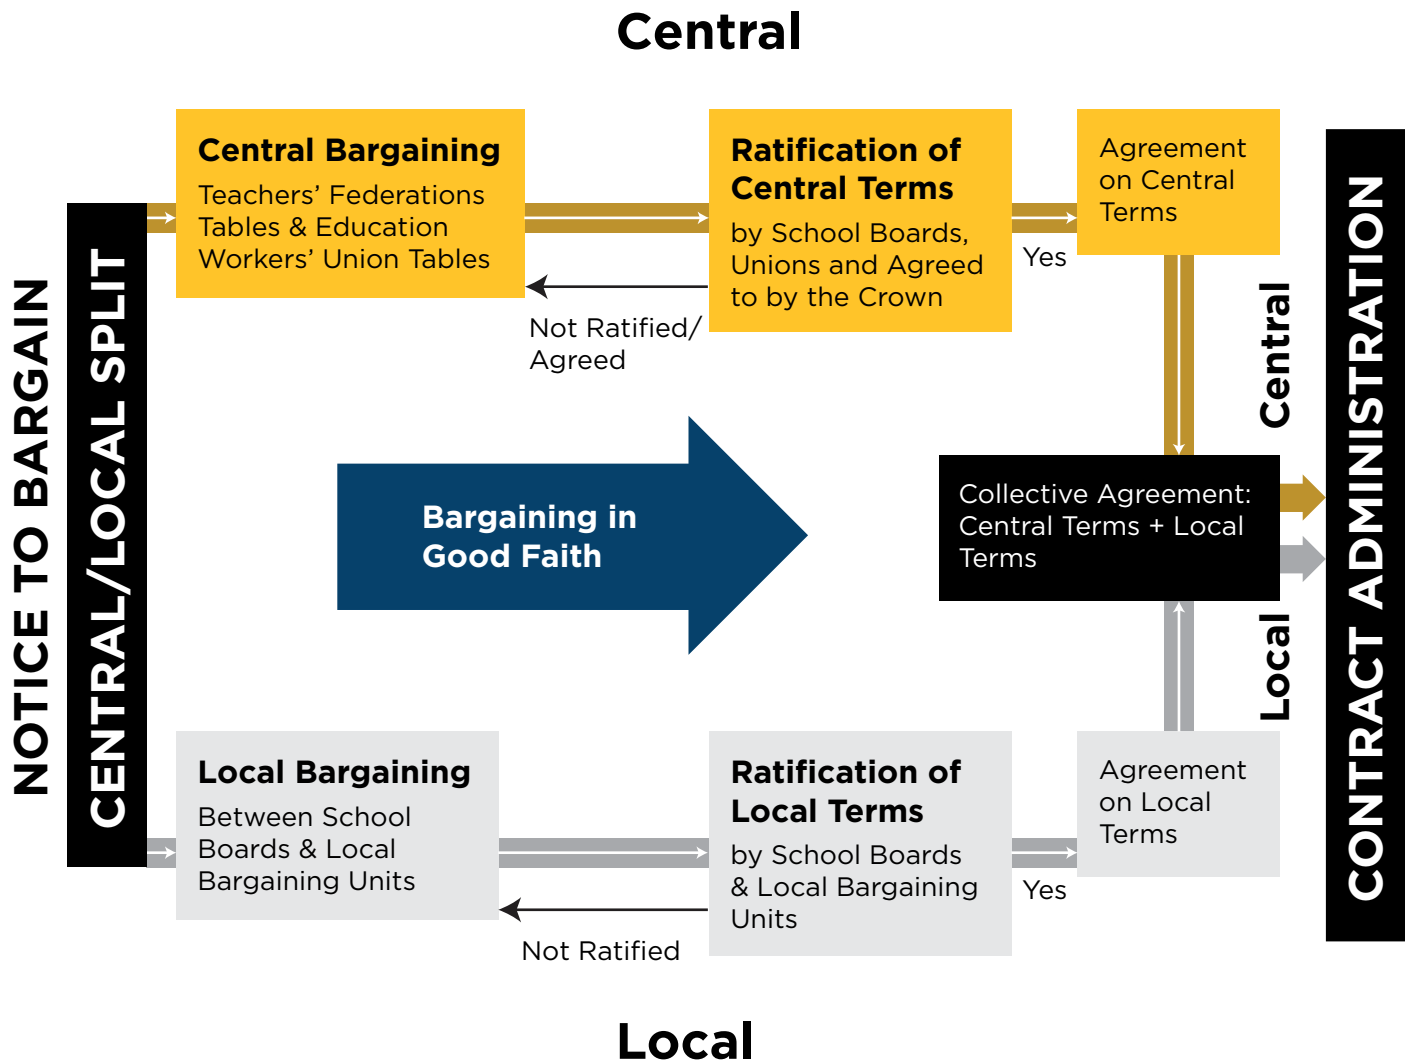 Central
NOTICE TO BARGAIN
CENTRAL/LOCAL SPLIT
Central Bargaining
Teachers’ Federations
Tables & Education
Workers’ Union Tables
Ratification of
Central Terms
by School Boards,
Unions and Agreed
to by the Crown
Yes
Agreement
on Central
Terms
Not Ratified/
Agreed
Bargaining in
Good Faith
Collective Agreement:
Central Terms + Local
Terms
Central
Local
CONTRACT ADMINISTRATION
Local Bargaining
Between School
Boards & Local
Bargaining Units
Ratification of
Local Terms
by School Boards
& Local Bargaining
Units
Yes
Agreement
on Local
Terms
Not Ratified
Local